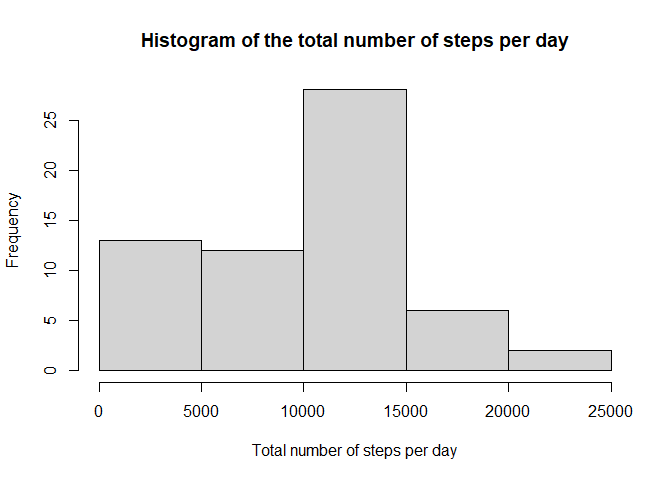 Histogram of the total number of steps per day
Frequency
25
20
15
10
5
0
0 5000 10000 15000 20000 25000
Total number of steps per day